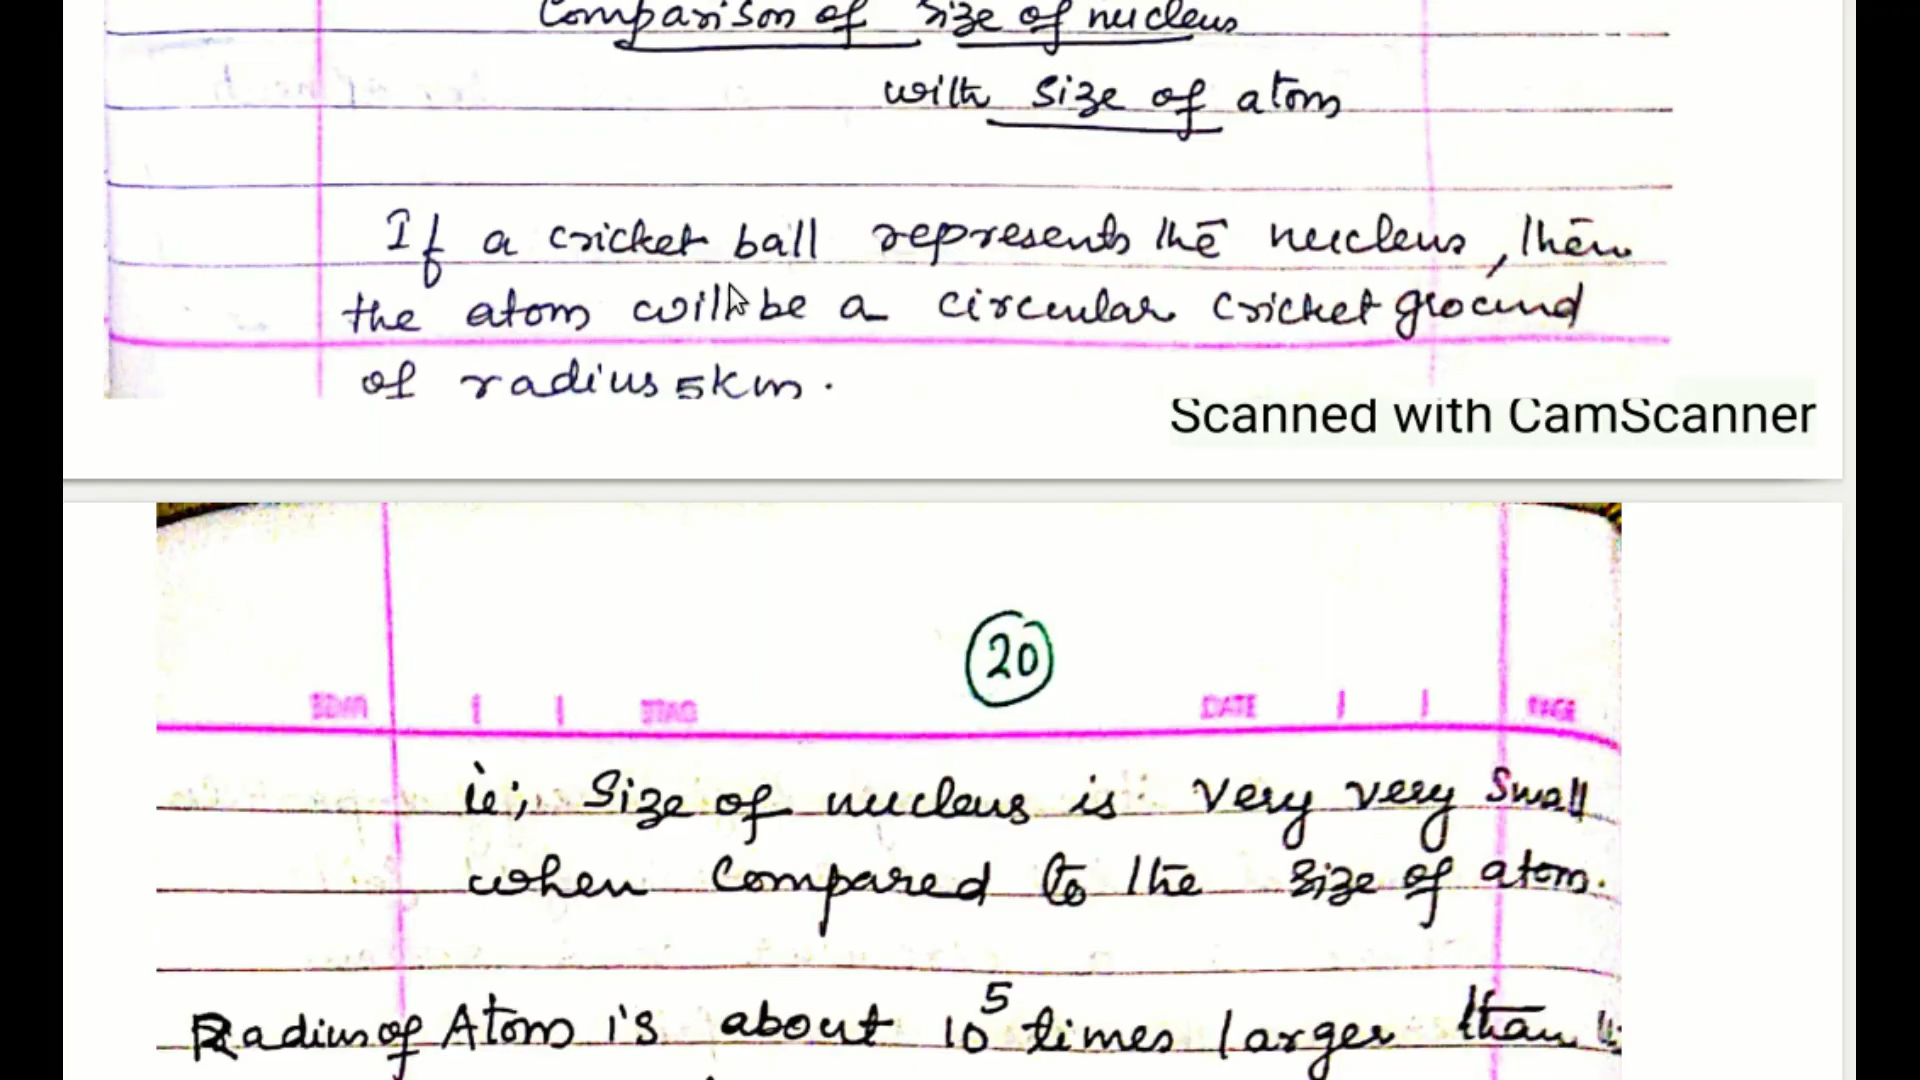 Comparison of size of nucleus
with size of atom
If a cricket ball represents the nucleus, then
the atom will be a circular cricket ground
of radius 5km.
Scanned with CamScanner
20
DATE
PAGE
ie; Size of nucleus is very very small
when compared to the size of atom.
Radius of Atom is about 10⁵ times larger than